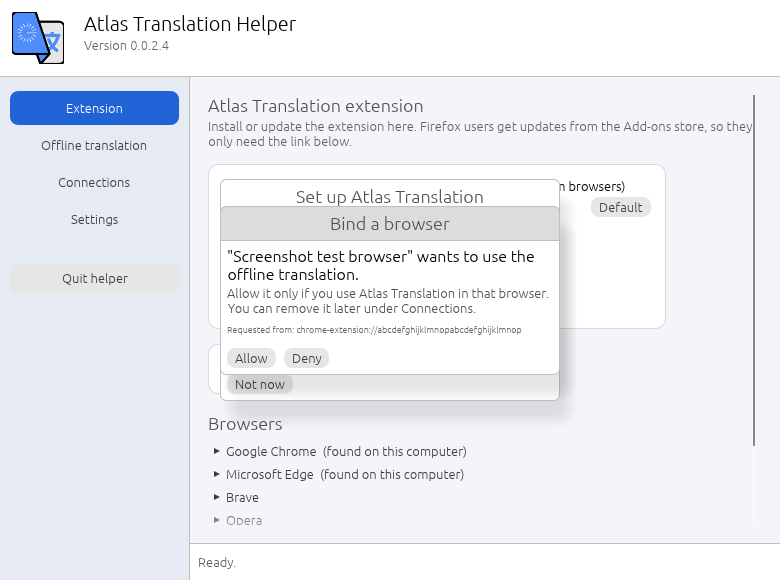 Atlas Translation Helper
Version 0.0.2.4
Extension
Offline translation
Connections
Settings
Quit helper
Atlas Translation extension
Install or update the extension here. Firefox users get updates from the Add-ons store, so they
only need the link below.
browsers)
Default
Set up Atlas Translation
Bind a browser
"Screenshot test browser" wants to use the
offline translation.
Allow it only if you use Atlas Translation in that browser.
You can remove it later under Connections.
Requested from: chrome-extension://abcdefghijklmnopabcdefghijklmnop
Allow
Deny
Not now
Browsers
Google Chrome (found on this computer)
Microsoft Edge (found on this computer)
Brave
Opera
Ready.